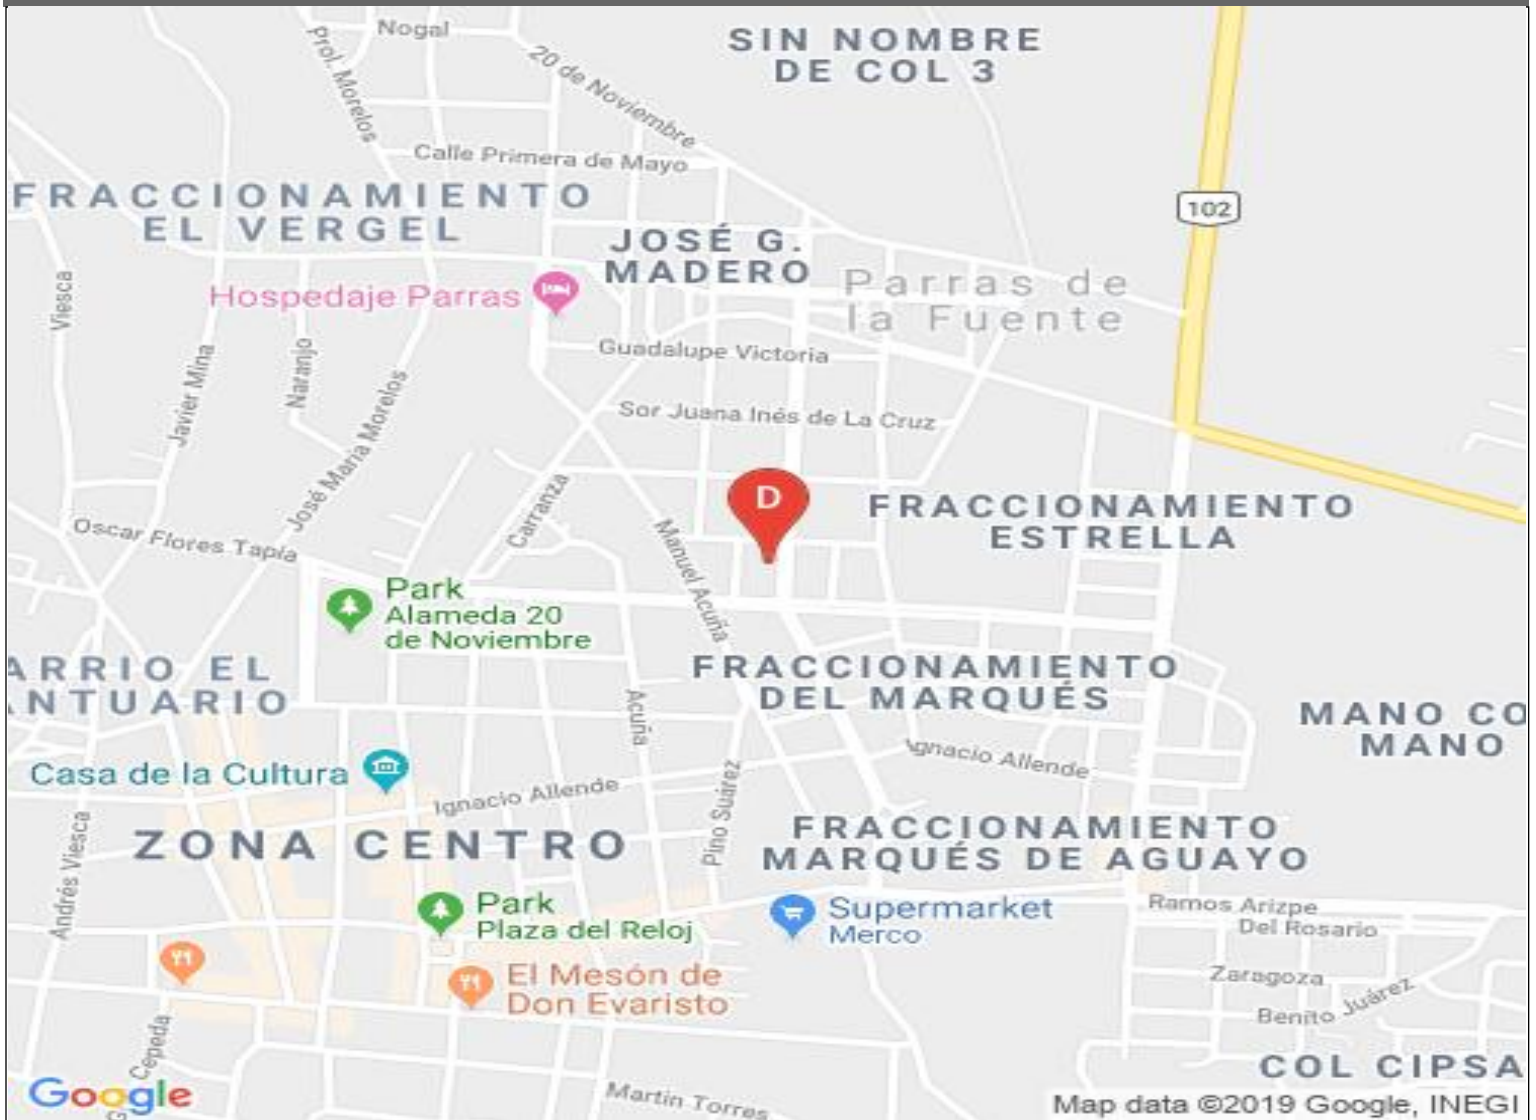 Nogal
SIN NOMBRE
DE COL 3
Prol. Morelos
20 de Noviembre
Calle Primera de Mayo
FRACCIONAMIENTO
EL VERGEL
102
JOSÉ G.
MADERO
Parras de
la Fuente
Hospedaje Parras
Viesca
Guadalupe Victoria
Javier Mina
Naranjo
José María Morelos
Sor Juana Inés de La Cruz
D
Carranza
FRACCIONAMIENTO
ESTRELLA
Oscar Flores Tapia
Manuel Acuña
Park
Alameda 20
de Noviembre
ARRIO EL
ANTUARIO
FRACCIONAMIENTO
DEL MARQUÉS
Acuña
MANO CO
MANO
Casa de la Cultura
Ignacio Allende
Ignacio Allende
Pino Suárez
ZONA CENTRO
FRACCIONAMIENTO
MARQUÉS DE AGUAYO
Andrés Viesca
Park
Plaza del Reloj
Supermarket
Merco
Ramos Arizpe
Del Rosario
El Mesón de
Don Evaristo
Zaragoza
Benito Juárez
Cepeda
COL CIPSA
Google
Martin Torres
Map data ©2019 Google, INEGI